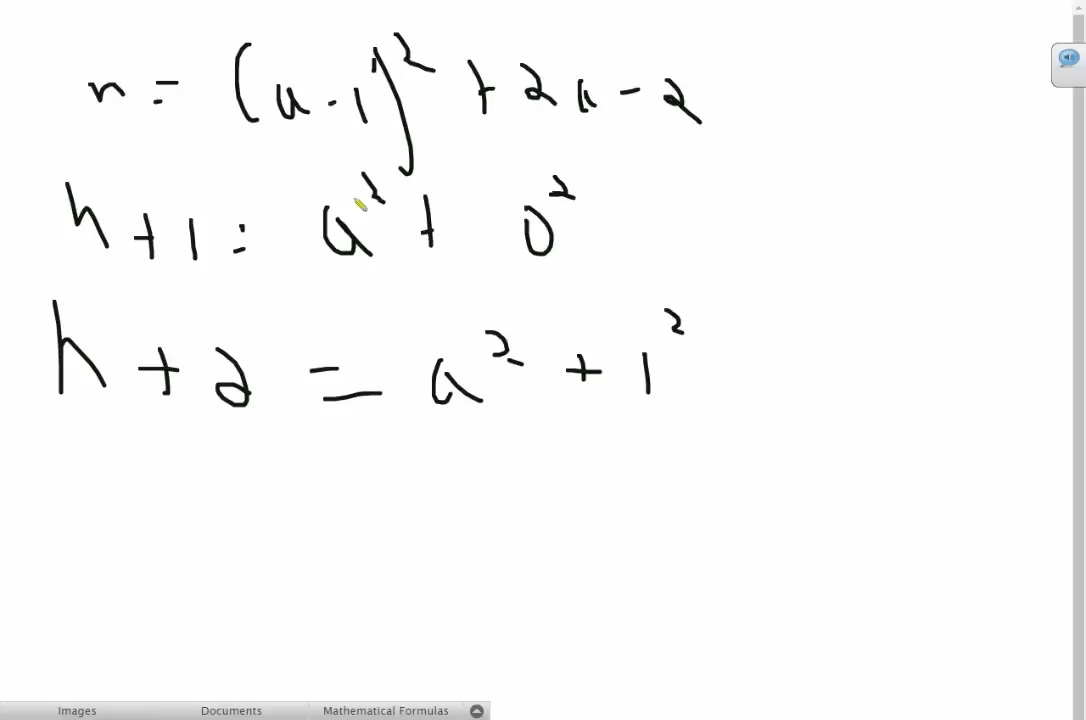 n = (a-1)² + 2a - 2
n+1 = a² + 0²
n+2 = a² + 1²
Images Documents Mathematical Formulas